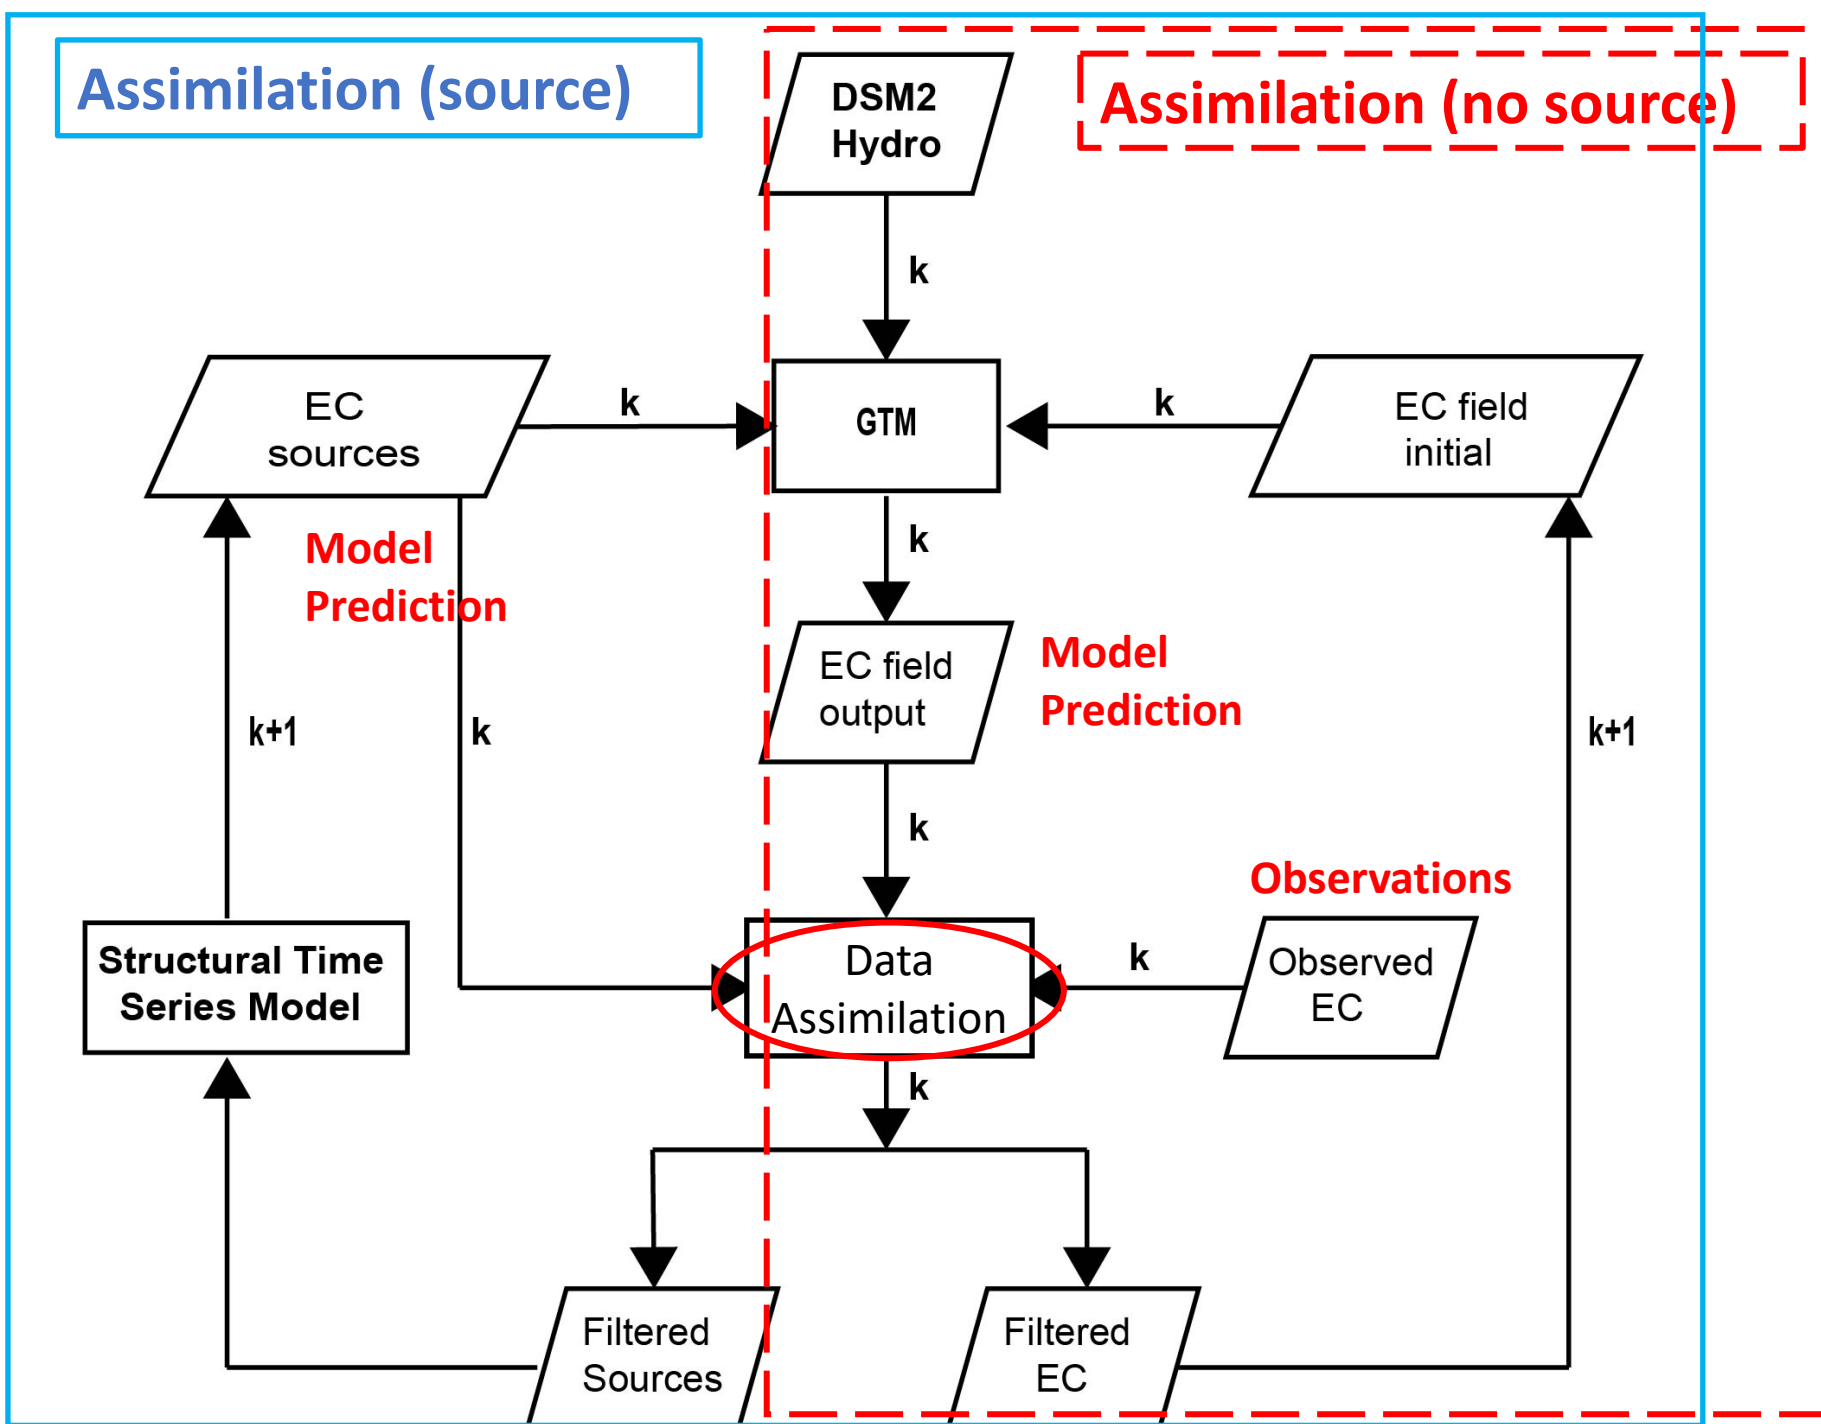 Assimilation (source)
DSM2
Hydro
Assimilation (no source)
k
EC
sources
k
GTM
k
EC field
initial
Model
Prediction
k
EC field
output
Model
Prediction
k+1
k
k+1
k
Observations
Structural Time
Series Model
Data
Assimilation
k
Observed
EC
k
Filtered
Sources
Filtered
EC